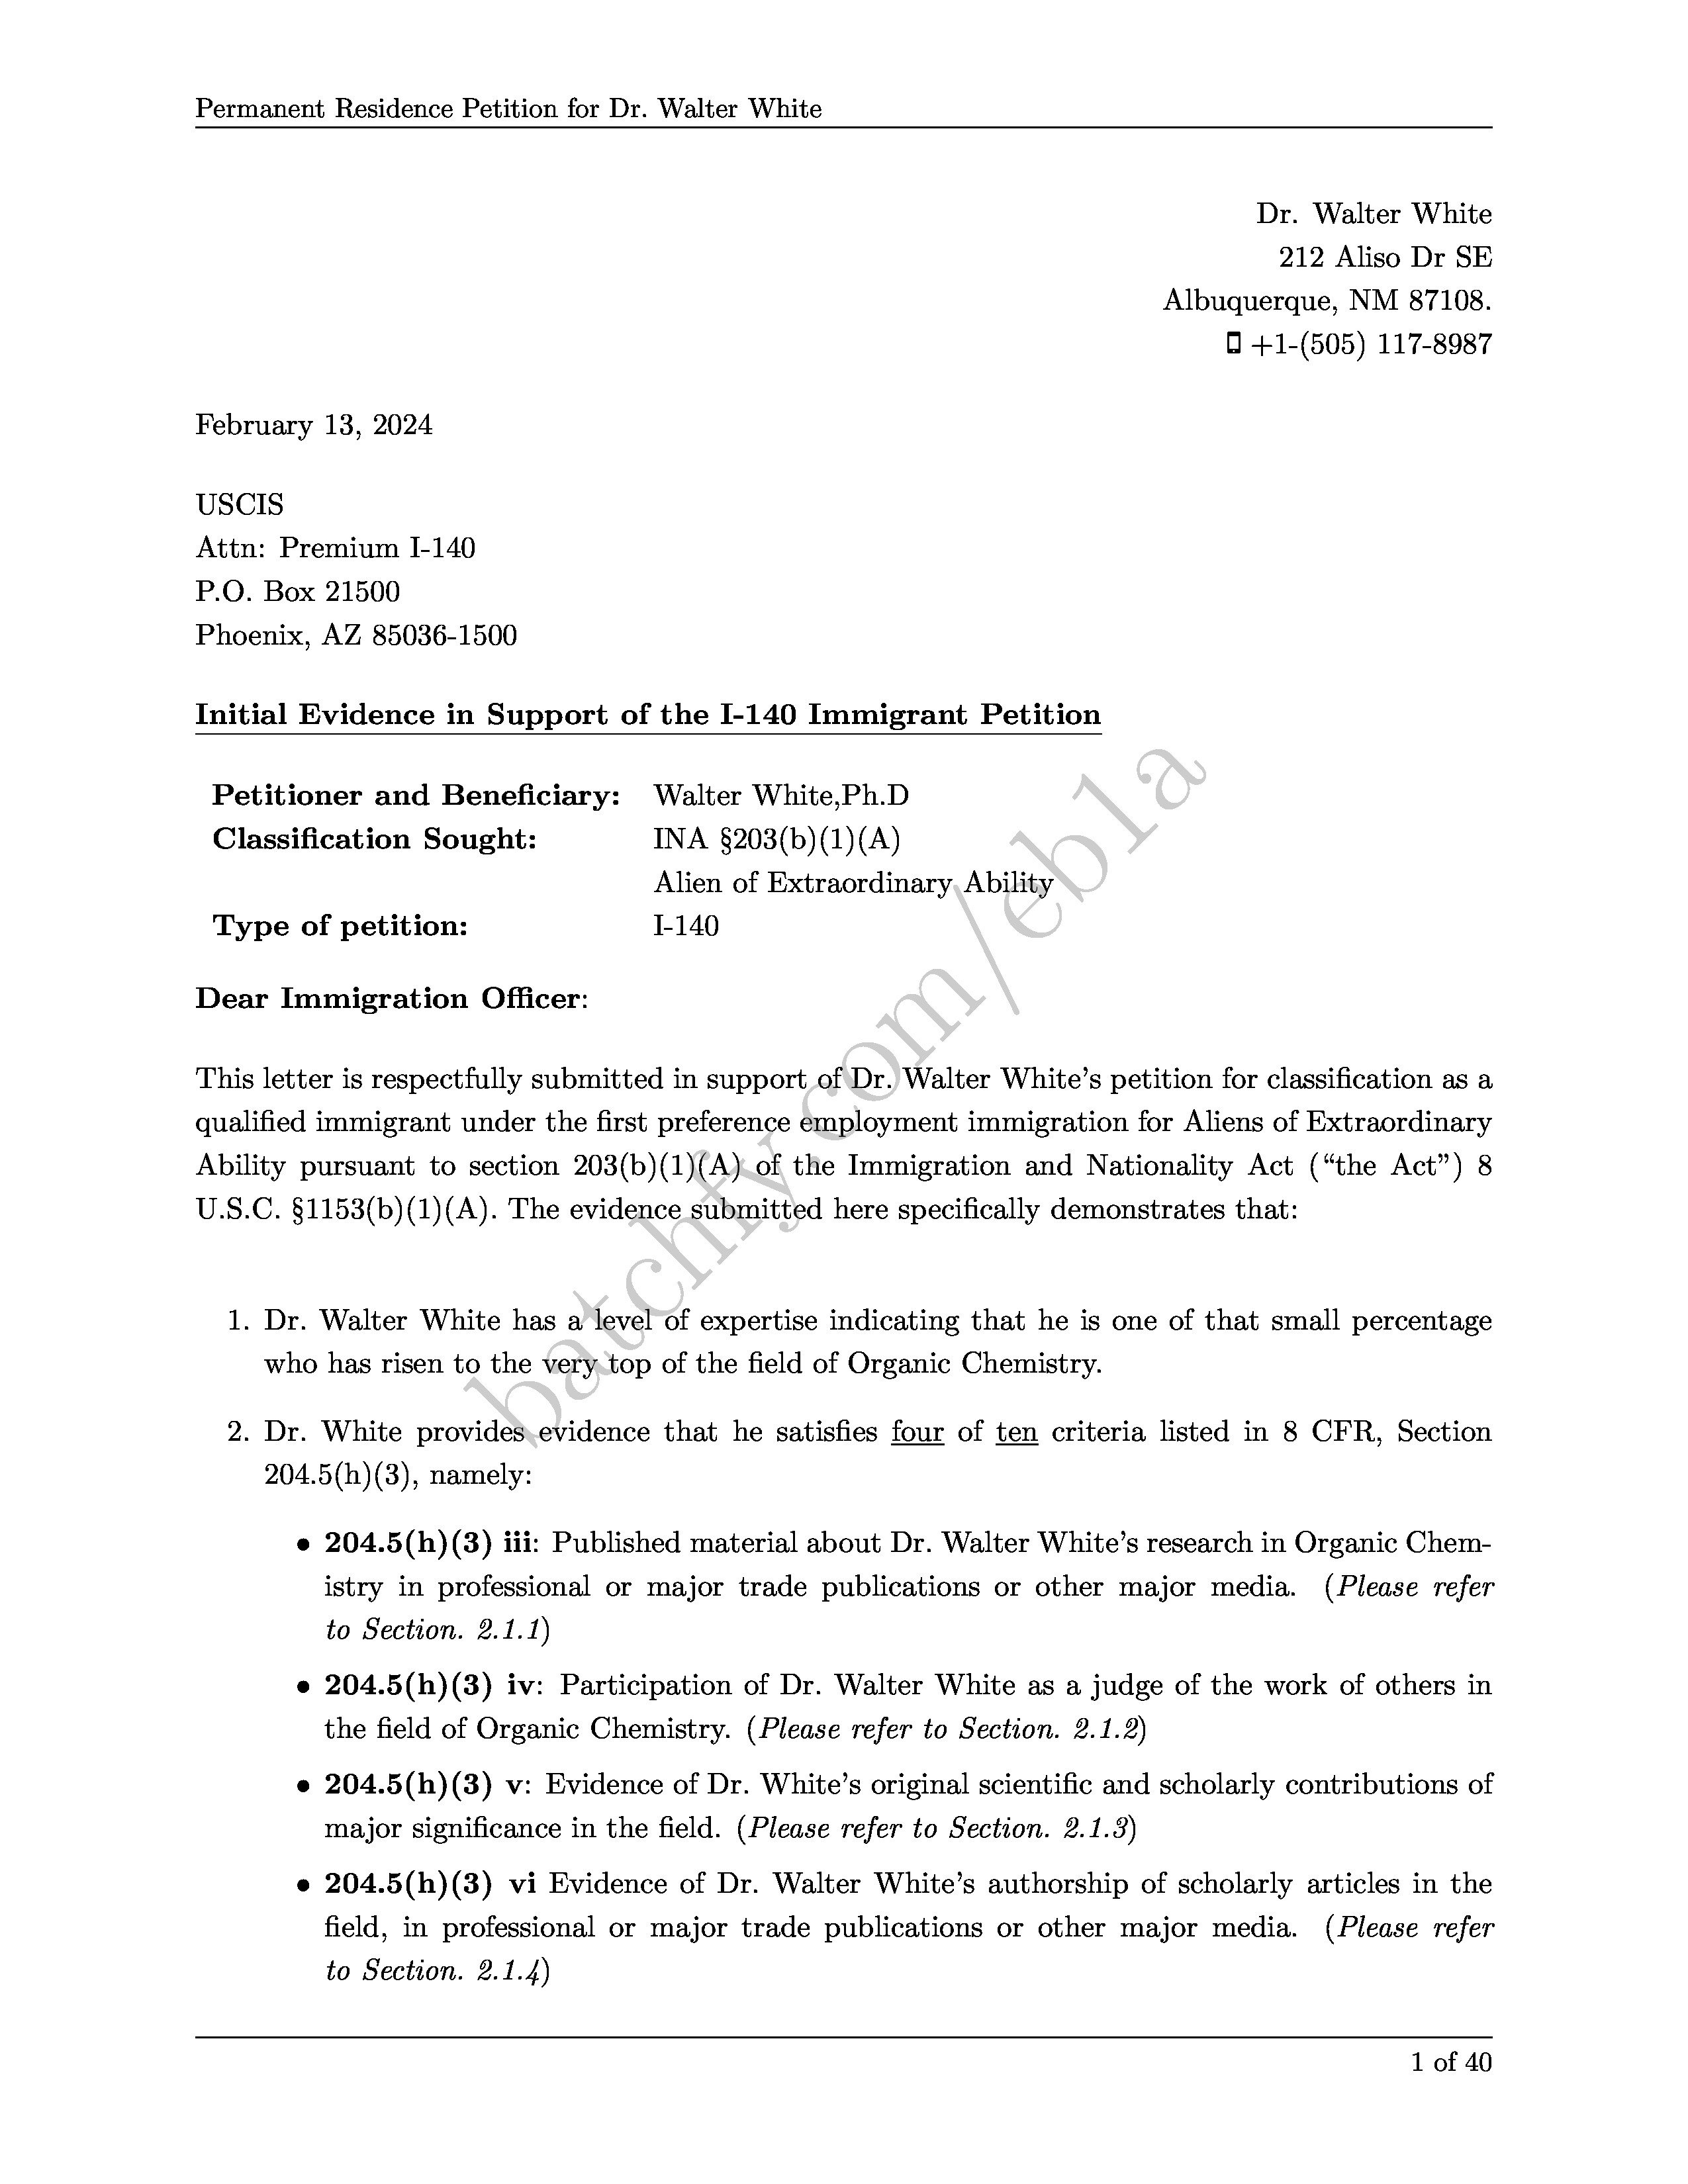 Permanent Residence Petition for Dr. Walter White
Dr. Walter White
212 Aliso Dr SE
Albuquerque, NM 87108.
+1-(505) 117-8987
February 13, 2024
USCIS
Attn: Premium I-140
P.O. Box 21500
Phoenix, AZ 85036-1500
Initial Evidence in Support of the I-140 Immigrant Petition
Petitioner and Beneficiary: Walter White,Ph.D
Classification Sought: INA §203(b)(1)(A)
Alien of Extraordinary Ability
Type of petition: I-140
Dear Immigration Officer:
This letter is respectfully submitted in support of Dr. Walter White's petition for classification as a
qualified immigrant under the first preference employment immigration for Aliens of Extraordinary
Ability pursuant to section 203(b)(1)(A) of the Immigration and Nationality Act (“the Act”) 8
U.S.C. §1153(b)(1)(A). The evidence submitted here specifically demonstrates that:
1. Dr. Walter White has a level of expertise indicating that he is one of that small percentage
who has risen to the very top of the field of Organic Chemistry.
2. Dr. White provides evidence that he satisfies four of ten criteria listed in 8 CFR, Section
204.5(h)(3), namely:
• 204.5(h)(3) iii: Published material about Dr. Walter White's research in Organic Chem-
istry in professional or major trade publications or other major media. (Please refer
to Section. 2.1.1)
• 204.5(h)(3) iv: Participation of Dr. Walter White as a judge of the work of others in
the field of Organic Chemistry. (Please refer to Section. 2.1.2)
• 204.5(h)(3) v: Evidence of Dr. White's original scientific and scholarly contributions of
major significance in the field. (Please refer to Section. 2.1.3)
• 204.5(h)(3) vi Evidence of Dr. Walter White's authorship of scholarly articles in the
field, in professional or major trade publications or other major media. (Please refer
to Section. 2.1.4)
1 of 40
batchfy.com/eb1a